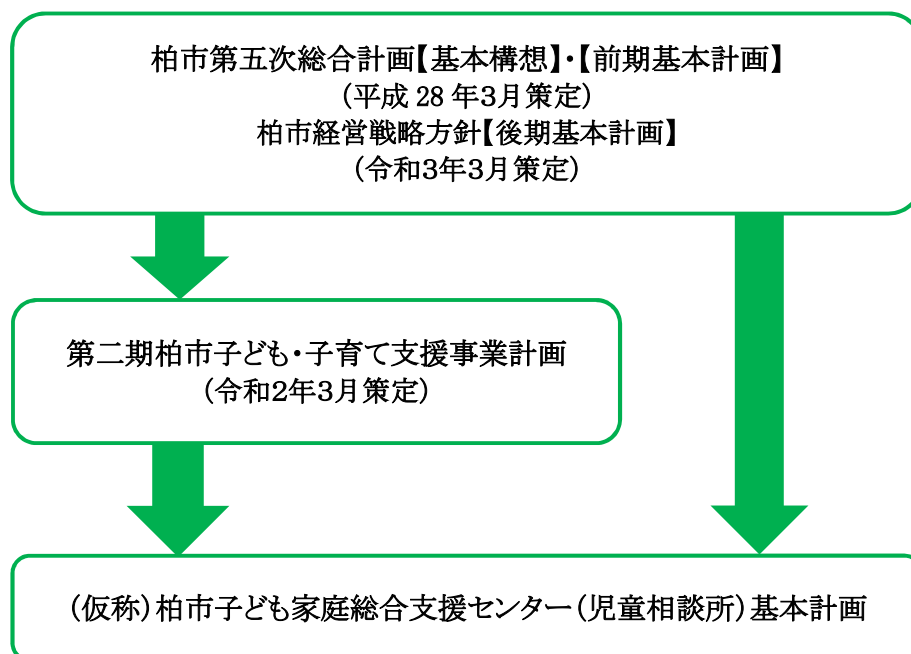 柏市第五次総合計画【基本構想】・【前期基本計画】
（平成 28 年３月策定）
柏市経営戦略方針【後期基本計画】
（令和３年３月策定）
第二期柏市子ども・子育て支援事業計画
（令和２年３月策定）
（仮称）柏市子ども家庭総合支援センター（児童相談所）基本計画